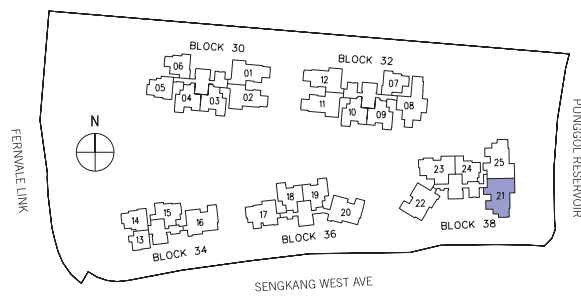 BLOCK 30
06
01
05
04
03
02
BLOCK 32
12
07
11
10
09
08
N
FERNVALE LINK
PUNGGOL RESERVOIR
23
24
25
22
21
BLOCK 38
14
15
16
13
BLOCK 34
18
19
17
20
BLOCK 36
SENGKANG WEST AVE